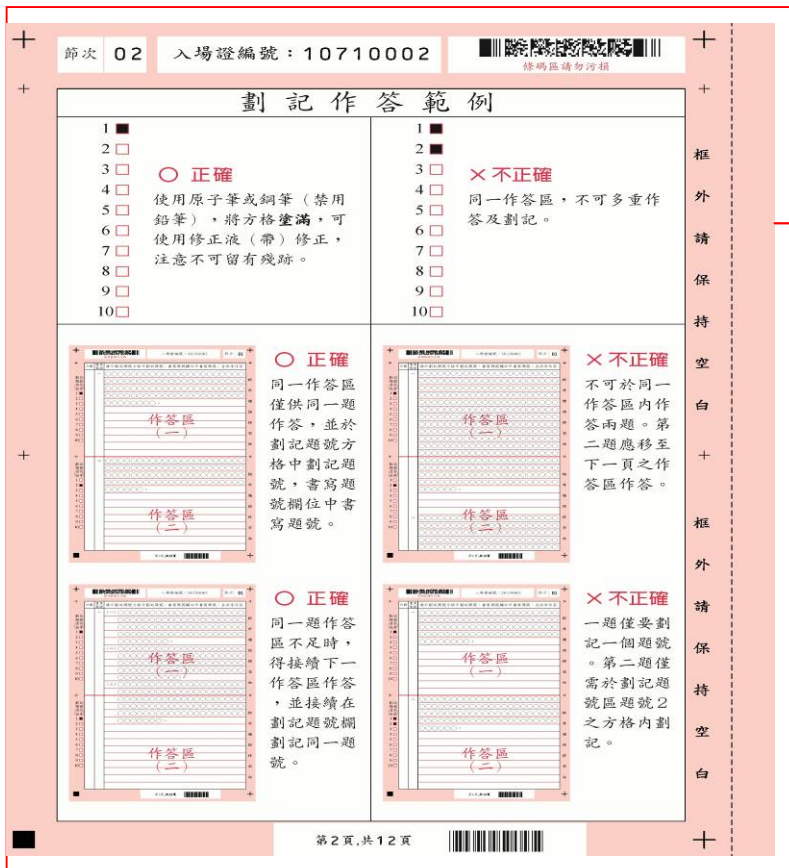 節次 02
入場證編號：10710002
條碼區請勿污損
劃記作答範例
1
2
3
4
5
6
7
8
9
10
○ 正確
使用原子筆或鋼筆（禁用
鉛筆），將方格塗滿，可
使用修正液（帶）修正，
注意不可留有殘跡。
1
2
3
4
5
6
7
8
9
10
×不正確
同一作答區，不可多重作
答及劃記。
作答區
（一）
作答區
（二）
○ 正確
同一作答區
僅供同一題
作答，並於
劃記題號方
格中劃記題
號，書寫題
號欄位中書
寫題號。
作答區
（一）
作答區
（二）
×不正確
不可於同一
作答區內作
答兩題。第
二題應移至
下一頁之作
答區作答。
作答區
（一）
作答區
（二）
○ 正確
同一題作答
區不足時，
得接續下一
作答區作答
，並接續在
劃記題號欄
劃記同一題
號。
作答區
（一）
作答區
（二）
×不正確
一題僅要劃
記一個題號
。第二題僅
需於劃記題
號區題號２
之方格內劃
記。
框外請保持空白
框外請保持空白
第2頁,共12頁